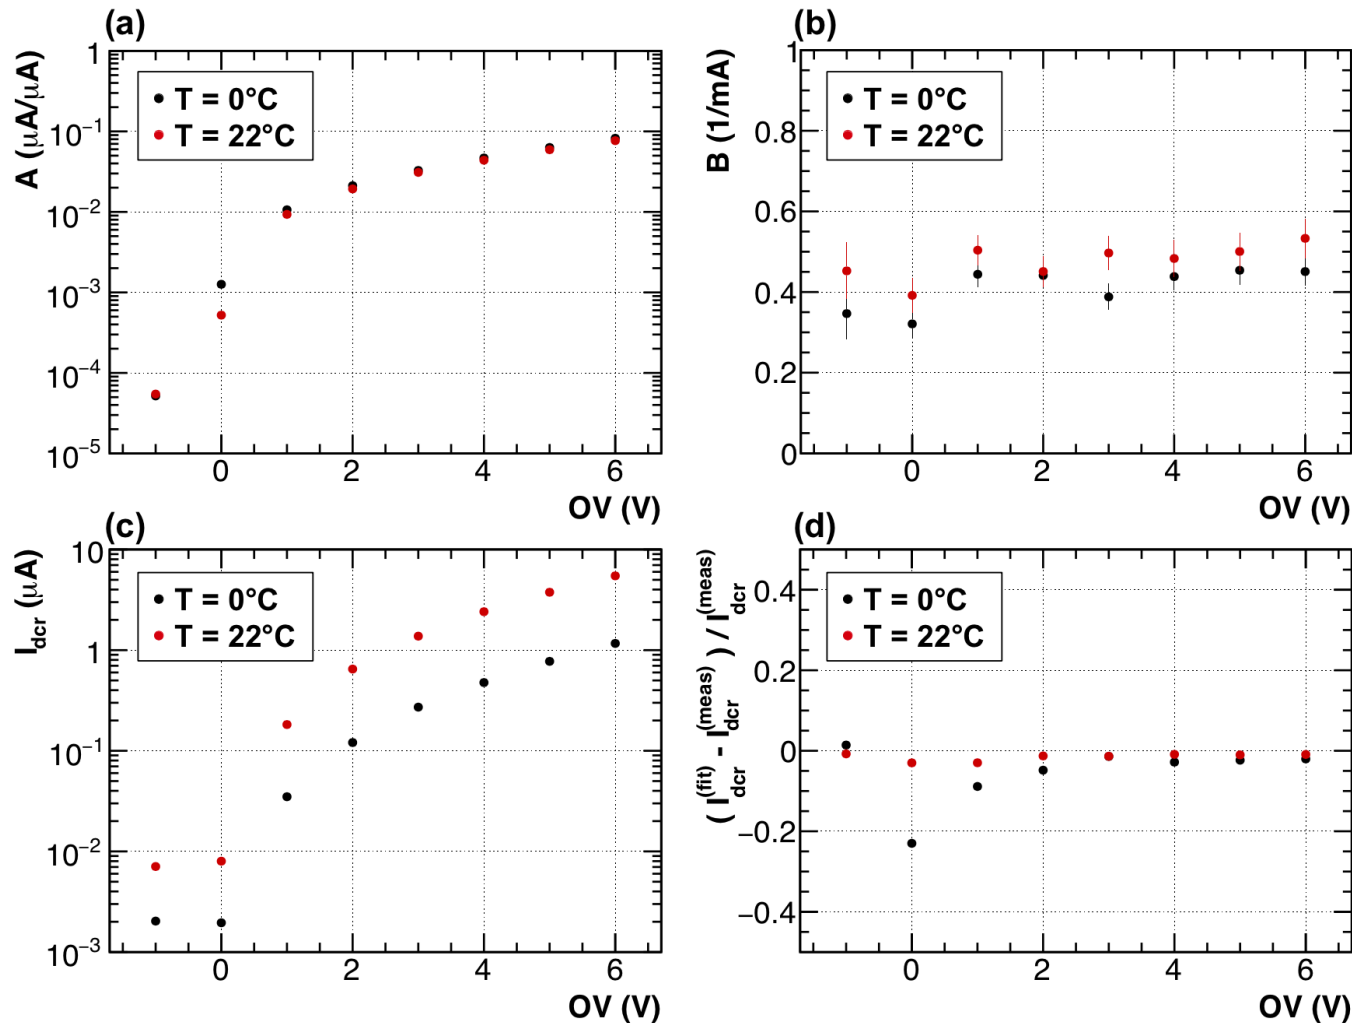 (a)
A (μA/μA)
T = 0°C
T = 22°C
1
10⁻¹
10⁻²
10⁻³
10⁻⁴
10⁻⁵
0 2 4 6
OV (V)
(b)
B (1/mA)
T = 0°C
T = 22°C
1
0.8
0.6
0.4
0.2
0
0 2 4 6
OV (V)
(c)
I_dcr (μA)
T = 0°C
T = 22°C
10
1
10⁻¹
10⁻²
10⁻³
0 2 4 6
OV (V)
(d)
( I_dcr^(fit) - I_dcr^(meas) ) / I_dcr^(meas)
T = 0°C
T = 22°C
0.4
0.2
0
−0.2
−0.4
0 2 4 6
OV (V)